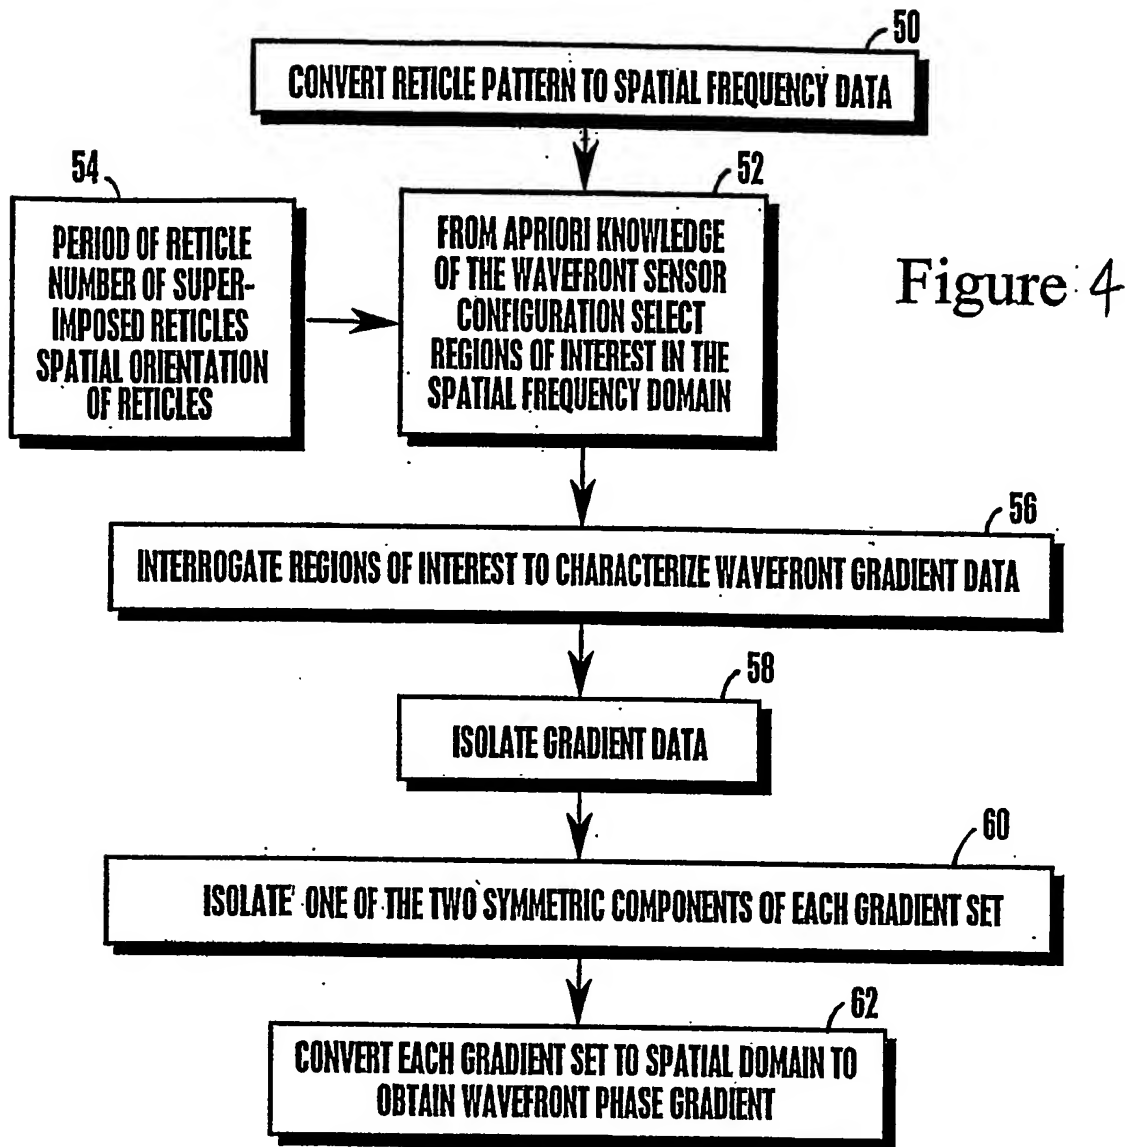 50
CONVERT RETICLE PATTERN TO SPATIAL FREQUENCY DATA
54
PERIOD OF RETICLE
NUMBER OF SUPER-
IMPOSED RETICLES
SPATIAL ORIENTATION
OF RETICLES
52
FROM APRIORI KNOWLEDGE
OF THE WAVEFRONT SENSOR
CONFIGURATION SELECT
REGIONS OF INTEREST IN THE
SPATIAL FREQUENCY DOMAIN
Figure 4
56
INTERROGATE REGIONS OF INTEREST TO CHARACTERIZE WAVEFRONT GRADIENT DATA
58
ISOLATE GRADIENT DATA
60
ISOLATE ONE OF THE TWO SYMMETRIC COMPONENTS OF EACH GRADIENT SET
62
CONVERT EACH GRADIENT SET TO SPATIAL DOMAIN TO
OBTAIN WAVEFRONT PHASE GRADIENT